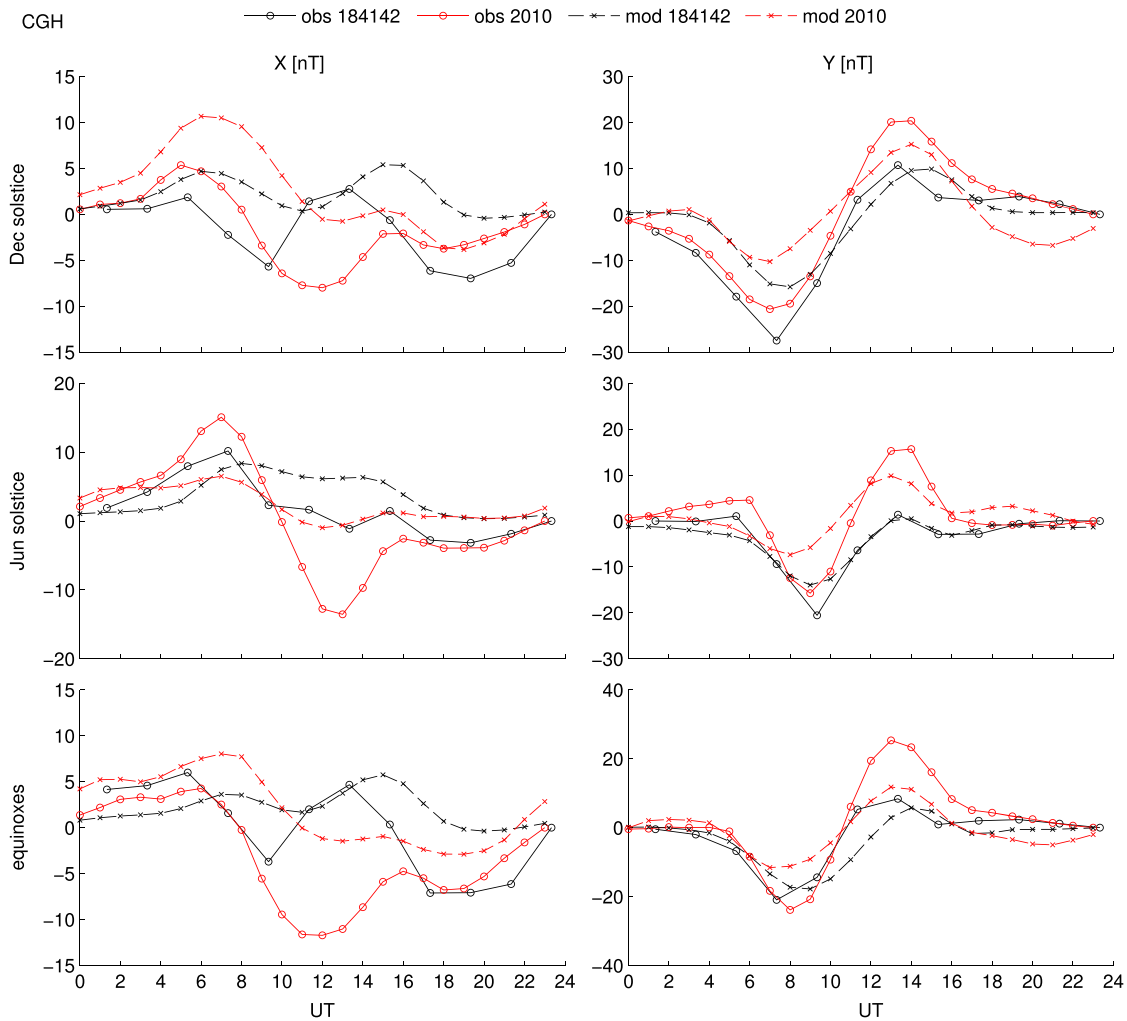 CGH
obs 184142 obs 2010 mod 184142 mod 2010
X [nT] Y [nT]
15 30
10 20
5 10
0 0
−5 −10
−10 −20
−15 −30
Dec solstice
20 30
10 20
10
0 0
−10
−10 −20
−20 −30
Jun solstice
15 40
10
20
5
0 0
−5
−20
−10
−15 −40
equinoxes
0 2 4 6 8 10 12 14 16 18 20 22 24 0 2 4 6 8 10 12 14 16 18 20 22 24
UT UT